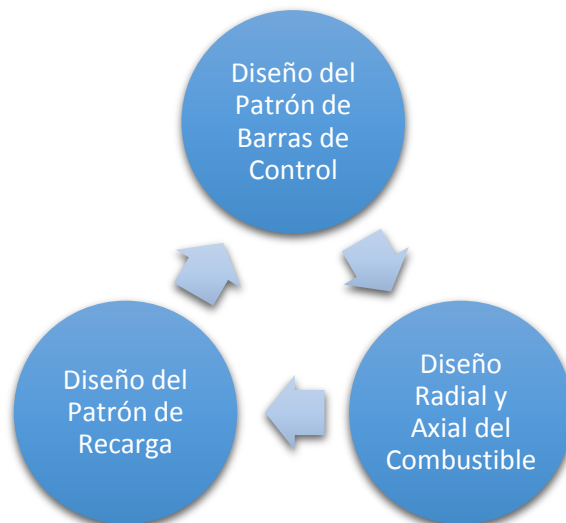 Diseño del
Patrón de
Barras de
Control
Diseño
Radial y
Axial del
Combustible
Diseño del
Patrón de
Recarga